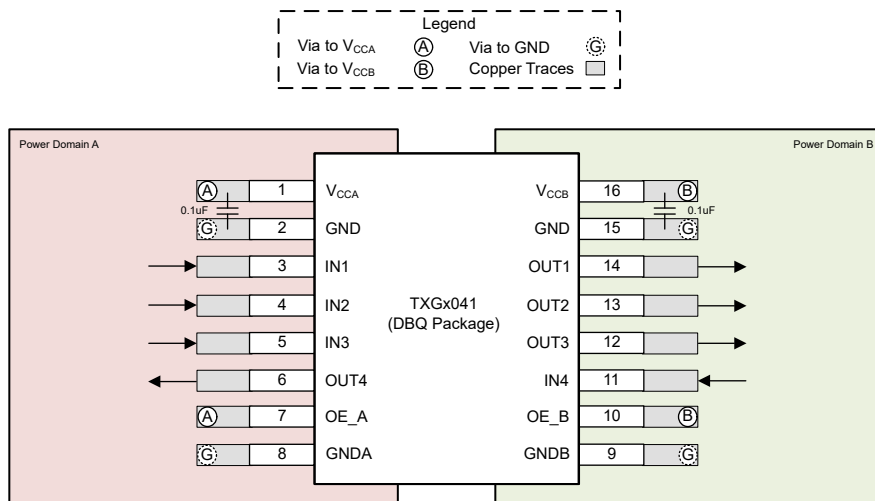 Legend
Via to VCCA A Via to GND G
Via to VCCB B Copper Traces
Power Domain A Power Domain B
A 1 VCCA VCCB 16 B
0.1uF 0.1uF
G 2 GND GND 15 G
3 IN1 OUT1 14
4 IN2 OUT2 13
TXGx041
(DBQ Package)
5 IN3 OUT3 12
6 OUT4 IN4 11
A 7 OE_A OE_B 10 B
G 8 GNDA GNDB 9 G